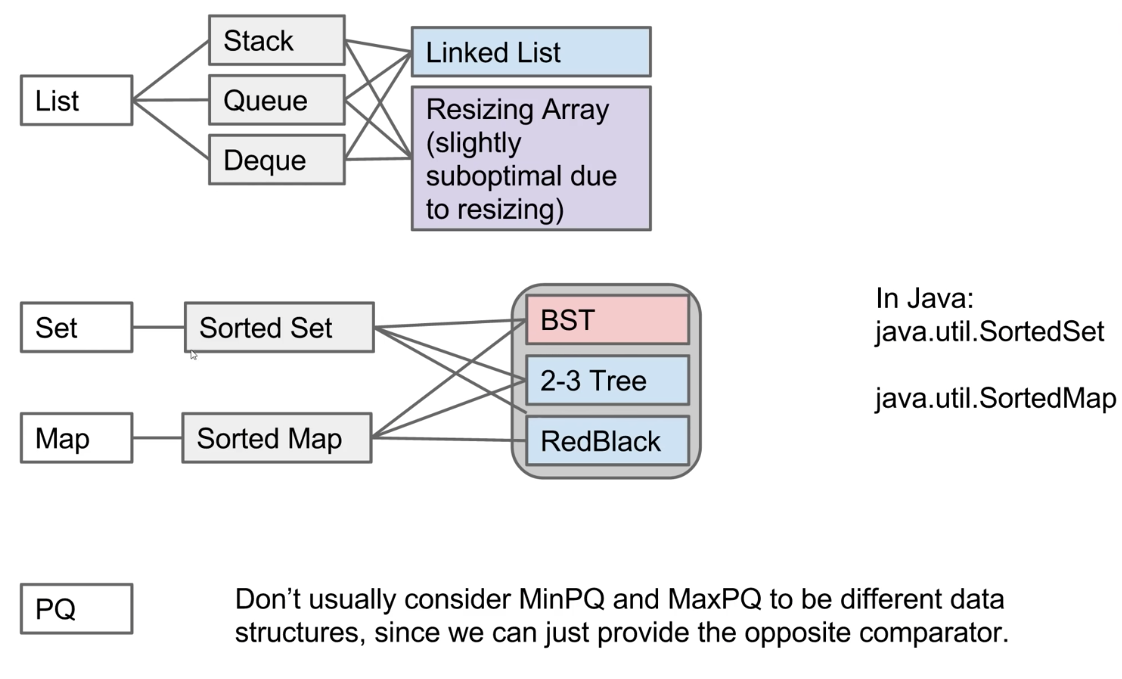 List
Stack
Queue
Deque
Linked List
Resizing Array
(slightly
suboptimal due
to resizing)
Set
Sorted Set
Map
Sorted Map
BST
2-3 Tree
RedBlack
In Java:
java.util.SortedSet
java.util.SortedMap
PQ
Don’t usually consider MinPQ and MaxPQ to be different data
structures, since we can just provide the opposite comparator.